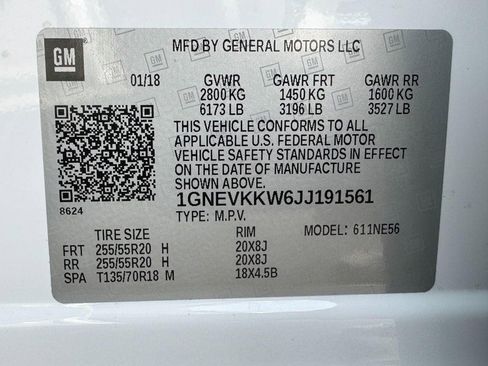 GM
MFD BY GENERAL MOTORS LLC
01/18 GVWR GAWR FRT GAWR RR
2800 KG 1450 KG 1600 KG
6173 LB 3196 LB 3527 LB
THIS VEHICLE CONFORMS TO ALL
APPLICABLE U.S. FEDERAL MOTOR
VEHICLE SAFETY STANDARDS IN EFFECT
ON THE DATE OF MANUFACTURE
SHOWN ABOVE.
8624
1GNEVKKW6JJ191561
TYPE: M.P.V.
TIRE SIZE RIM MODEL: 611NE56
FRT 255/55R20 H 20X8J
RR 255/55R20 H 20X8J
SPA T135/70R18 M 18X4.5B